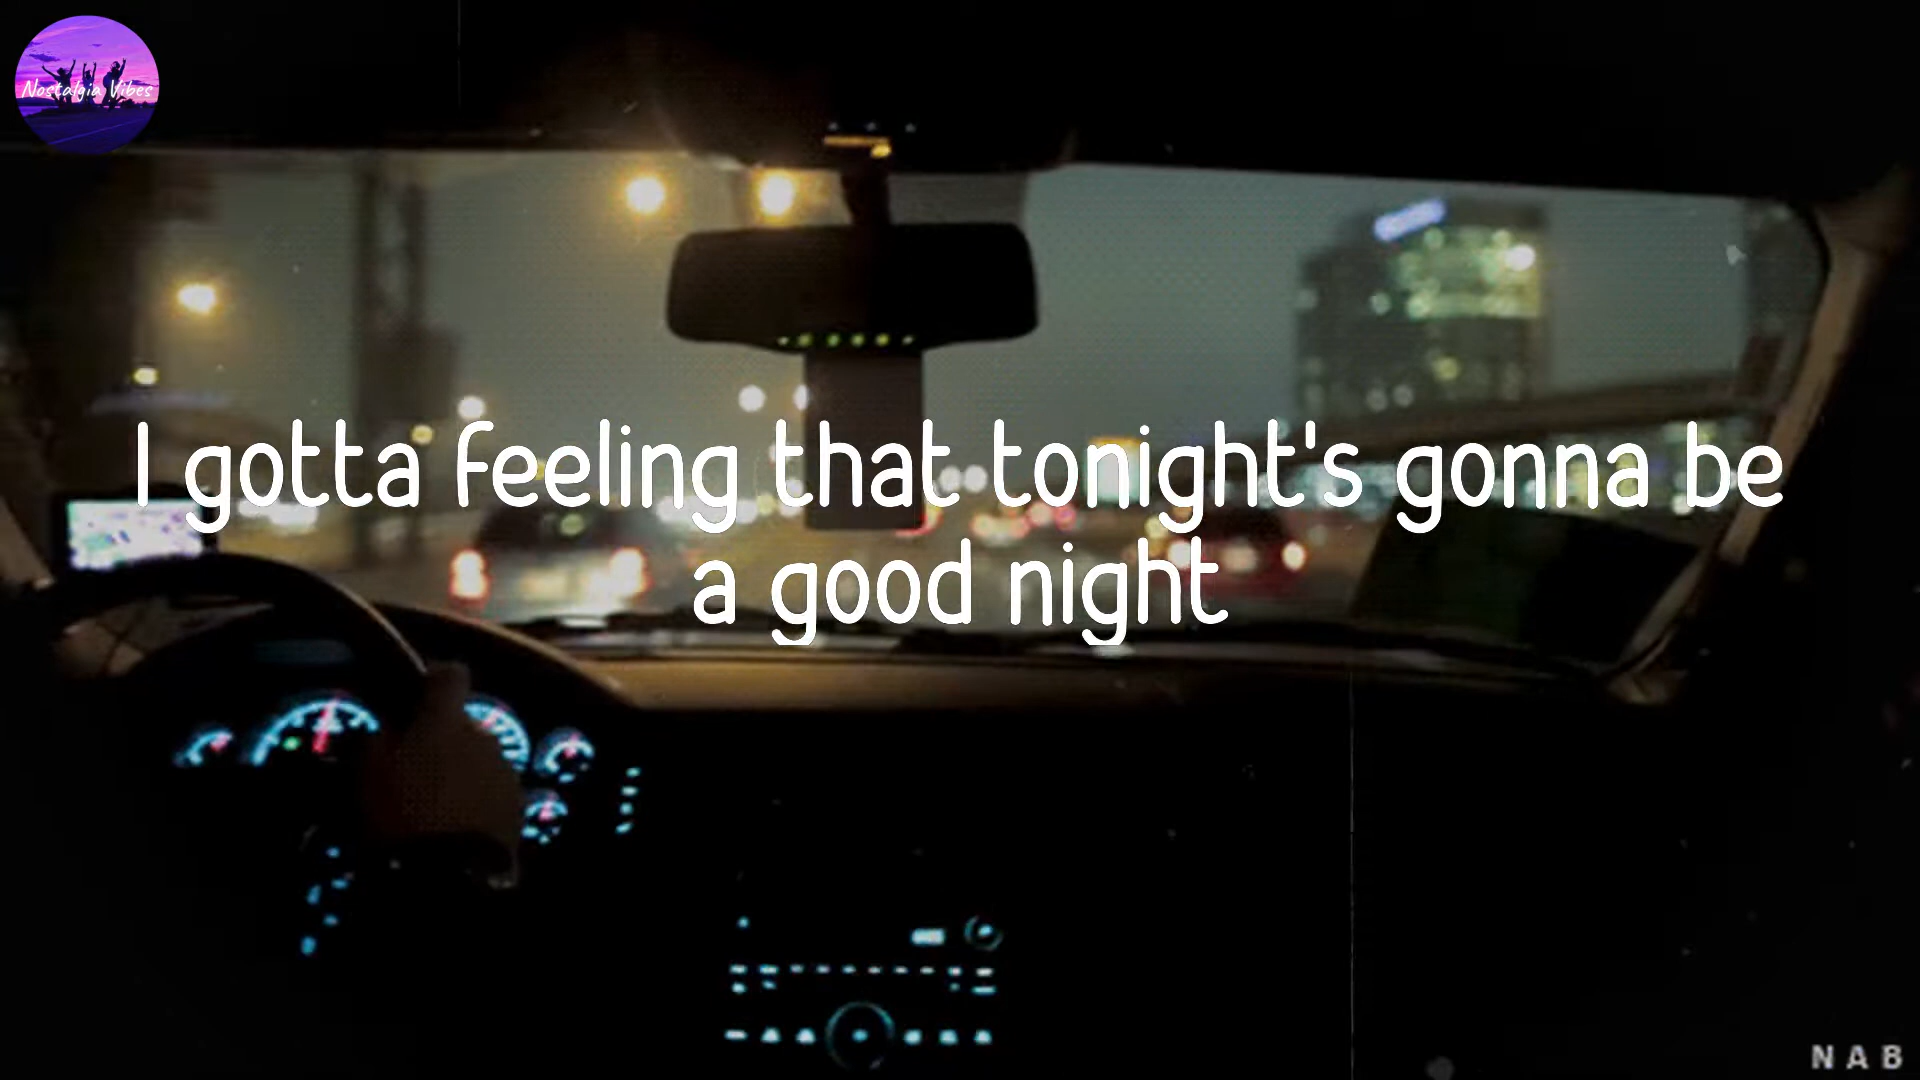 Nostalgia Vibes
I gotta feeling that tonight's gonna be
a good night
NAB